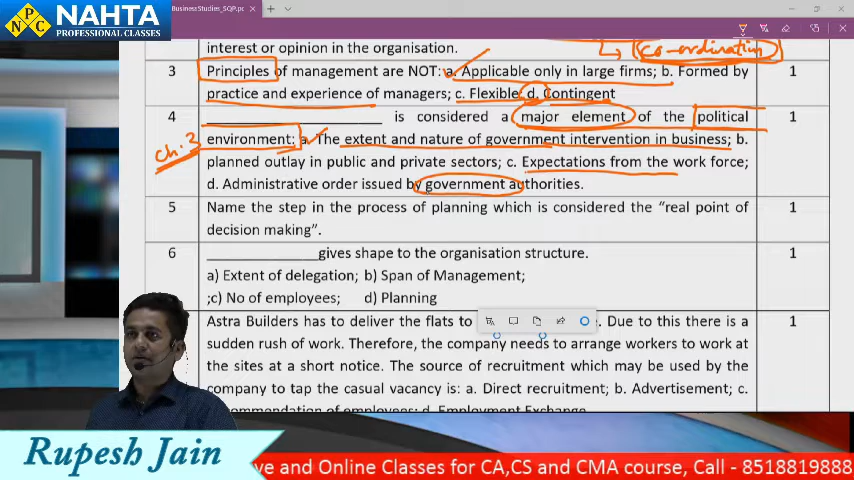 NPC
NAHTA
PROFESSIONAL CLASSES
BusinessStudies_SQP.pdf
interest or opinion in the organisation.
co-ordination
3 Principles of management are NOT: a. Applicable only in large firms; b. Formed by 1
practice and experience of managers; c. Flexible d. Contingent
4 ____________________ is considered a major element of the political 1
environment: a. The extent and nature of government intervention in business; b.
ch.3
planned outlay in public and private sectors; c. Expectations from the work force;
d. Administrative order issued by government authorities.
5 Name the step in the process of planning which is considered the “real point of 1
decision making”.
6 ____________gives shape to the organisation structure. 1
a) Extent of delegation; b) Span of Management;
;c) No of employees; d) Planning
Astra Builders has to deliver the flats to e. Due to this there is a 1
sudden rush of work. Therefore, the company needs to arrange workers to work at
the sites at a short notice. The source of recruitment which may be used by the
company to tap the casual vacancy is: a. Direct recruitment; b. Advertisement; c.
commendation of employees; d. Employment Exchange
Rupesh Jain
ve and Online Classes for CA,CS and CMA course, Call - 8518819888